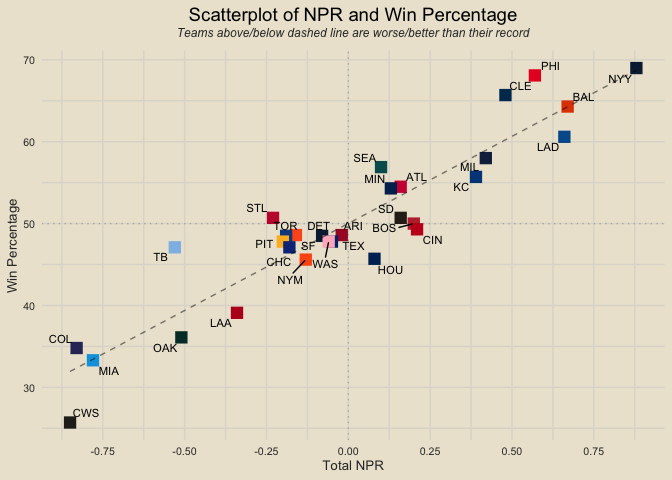 Scatterplot of NPR and Win Percentage
Teams above/below dashed line are worse/better than their record
70
PHI
NYY
CLE
BAL
60
LAD
SEA
MIL
MIN
ATL
KC
STL
SD
50
TOR
DET
ARI
BOS
PIT
SF
TEX
CIN
TB
CHC
WAS
HOU
NYM
40
LAA
COL
OAK
MIA
30
CWS
Win Percentage
-0.75
-0.50
-0.25
0.00
0.25
0.50
0.75
Total NPR